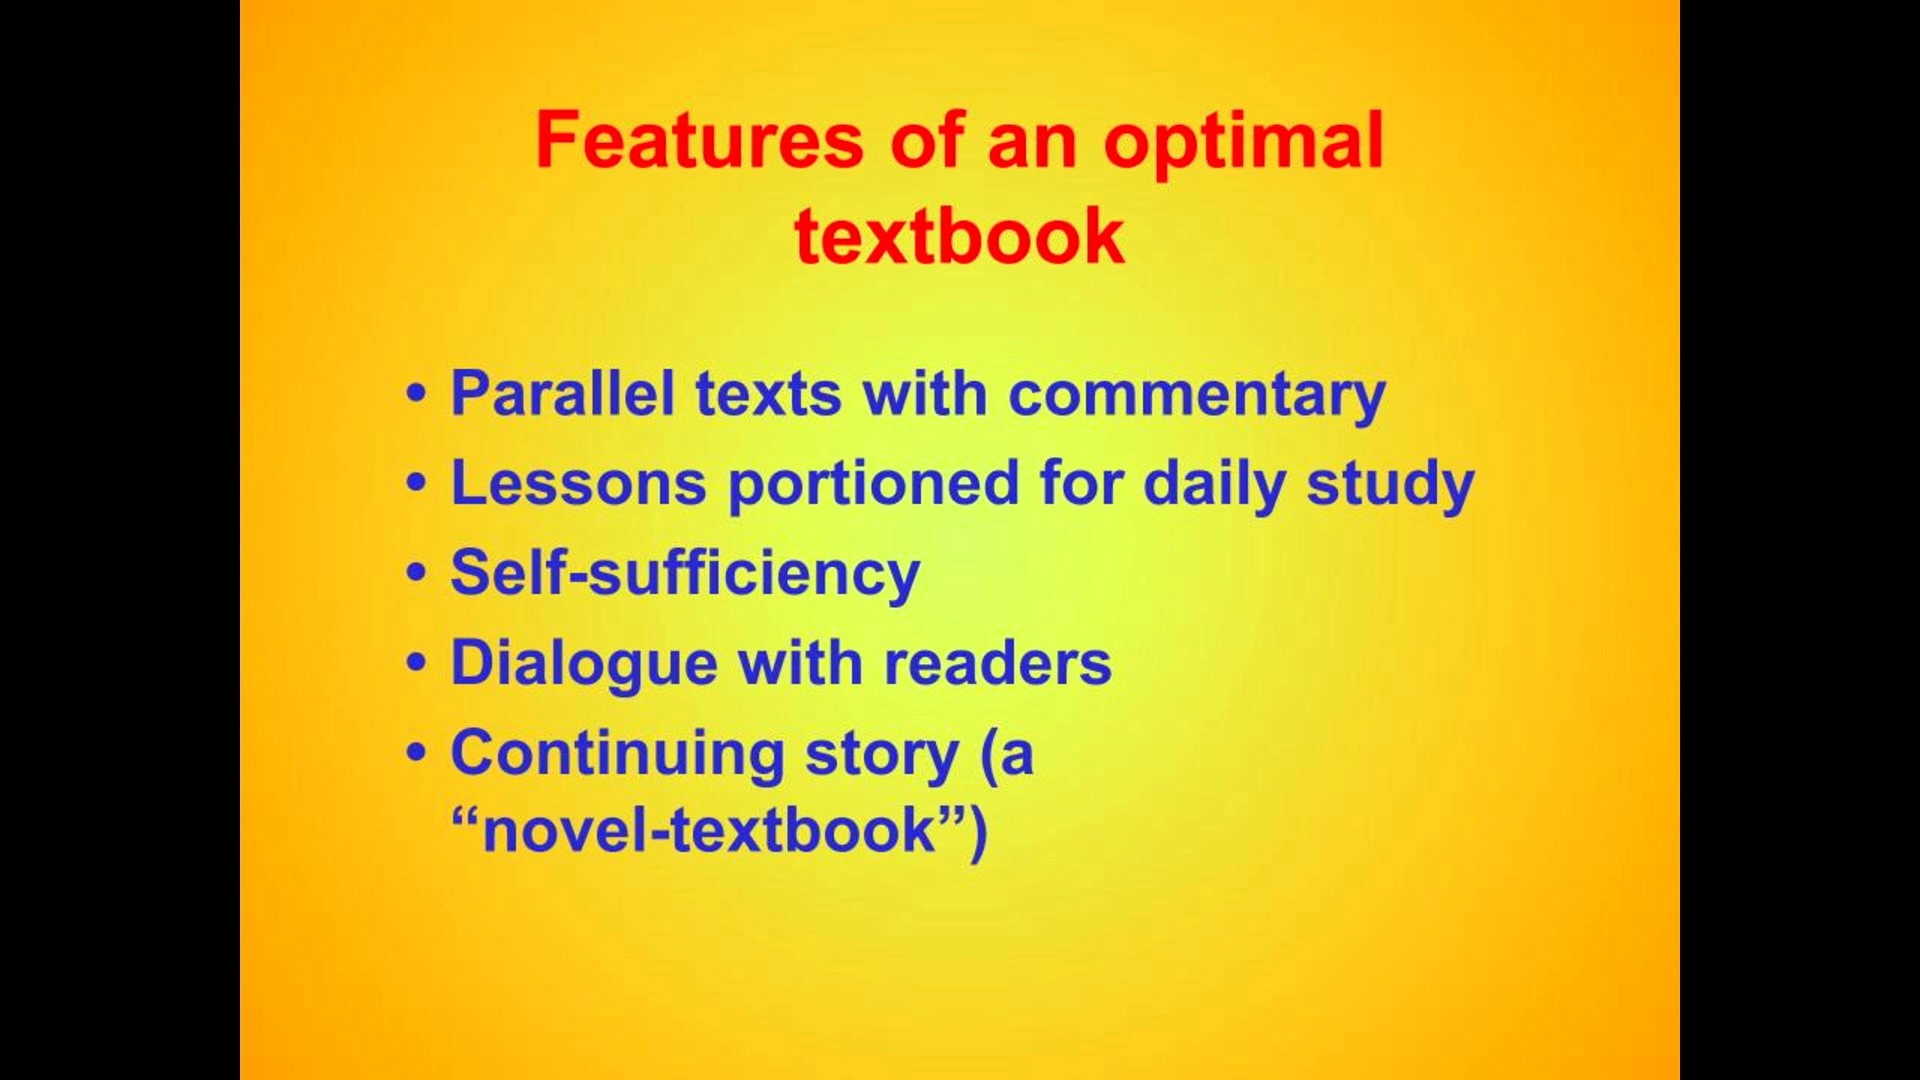 Features of an optimal
textbook
• Parallel texts with commentary
• Lessons portioned for daily study
• Self-sufficiency
• Dialogue with readers
• Continuing story (a
“novel-textbook”)